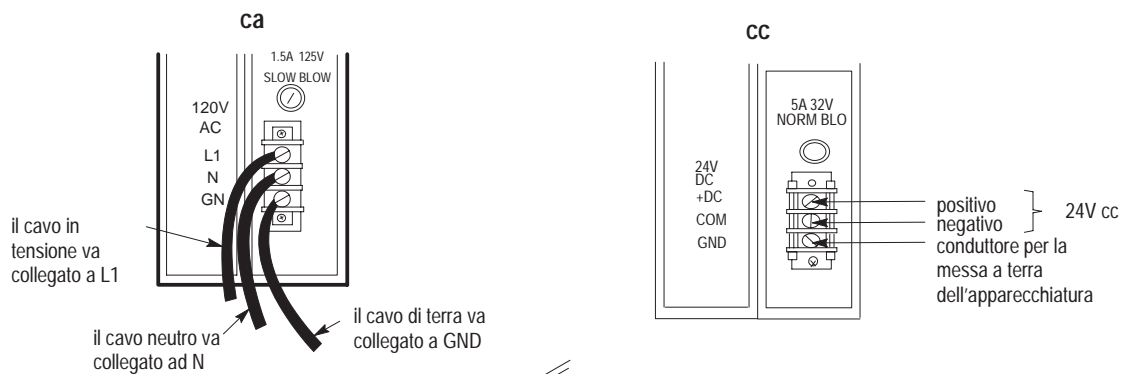 ca
1.5A 125V
SLOW BLOW
120V
AC
L1
N
GN
il cavo in
tensione va
collegato a L1
il cavo neutro va
collegato ad N
il cavo di terra va
collegato a GND
cc
5A 32V
NORM BLO
24V
DC
+DC
COM
GND
positivo
negativo
24V cc
conduttore per la
messa a terra
dell'apparecchiatura